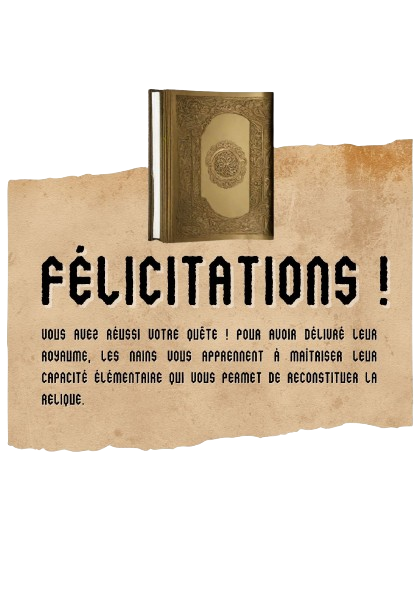 FÉLICITATIONS !
VOUS AVEZ RÉUSSI VOTRE QUÊTE ! POUR AVOIR DÉLIVRÉ LEUR
ROYAUME, LES NAINS VOUS APPRENNENT À MAÎTRISER LEUR
CAPACITÉ ÉLÉMENTAIRE QUI VOUS PERMET DE RECONSTITUER LA
RELIQUE.